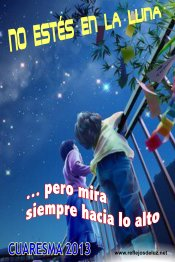 NO ESTÉS EN LA LUNA
... pero mira
siempre hacia lo alto
www.reflejosdeluz.net
CUARESMA 2013